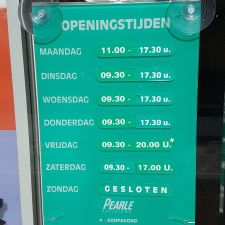 OPENINGSTIJDEN
MAANDAG 11.00 - 17.30 u.
DINSDAG 09.30 - 17.30 u.
WOENSDAG 09.30 - 17.30 u.
DONDERDAG 09.30 - 17.30 u.
VRIJDAG 09.30 - 20.00 U.*
ZATERDAG 09.30 - 17.00 U.
ZONDAG GESLOTEN
PEARLE
* = KOOPAVOND